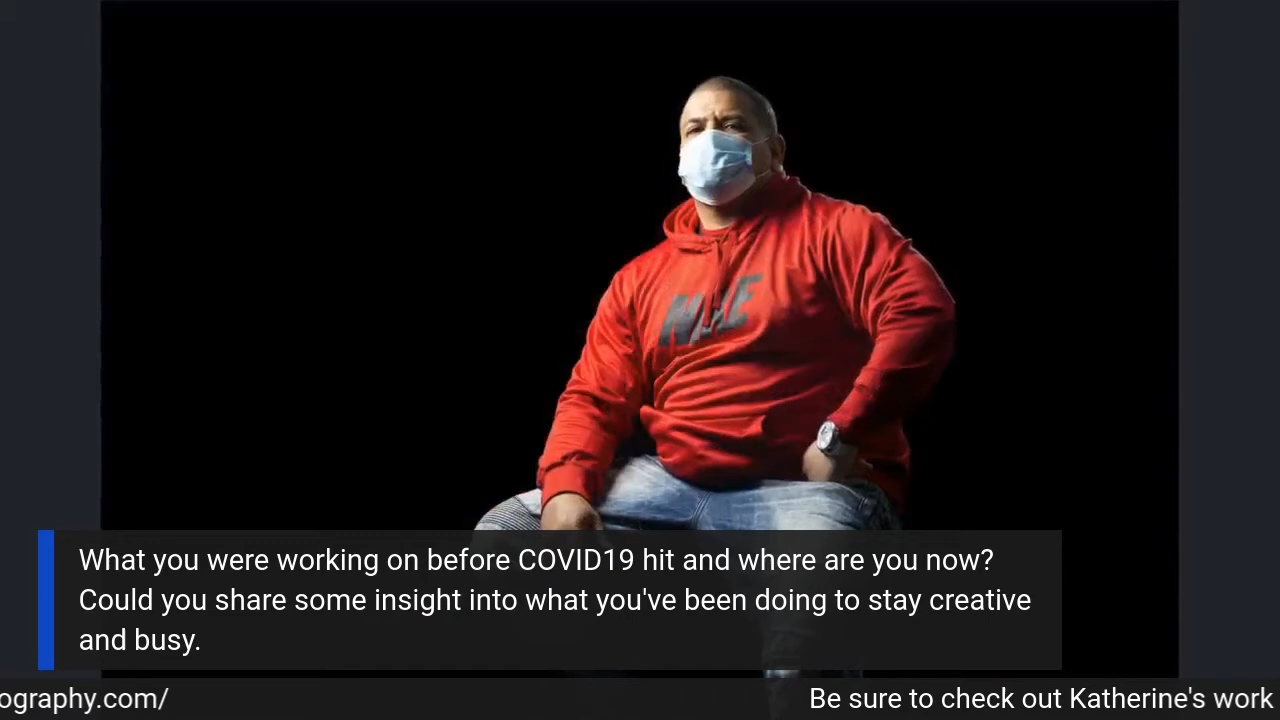 NIKE
What you were working on before COVID19 hit and where are you now?
Could you share some insight into what you've been doing to stay creative
and busy.
ography.com/
Be sure to check out Katherine's work